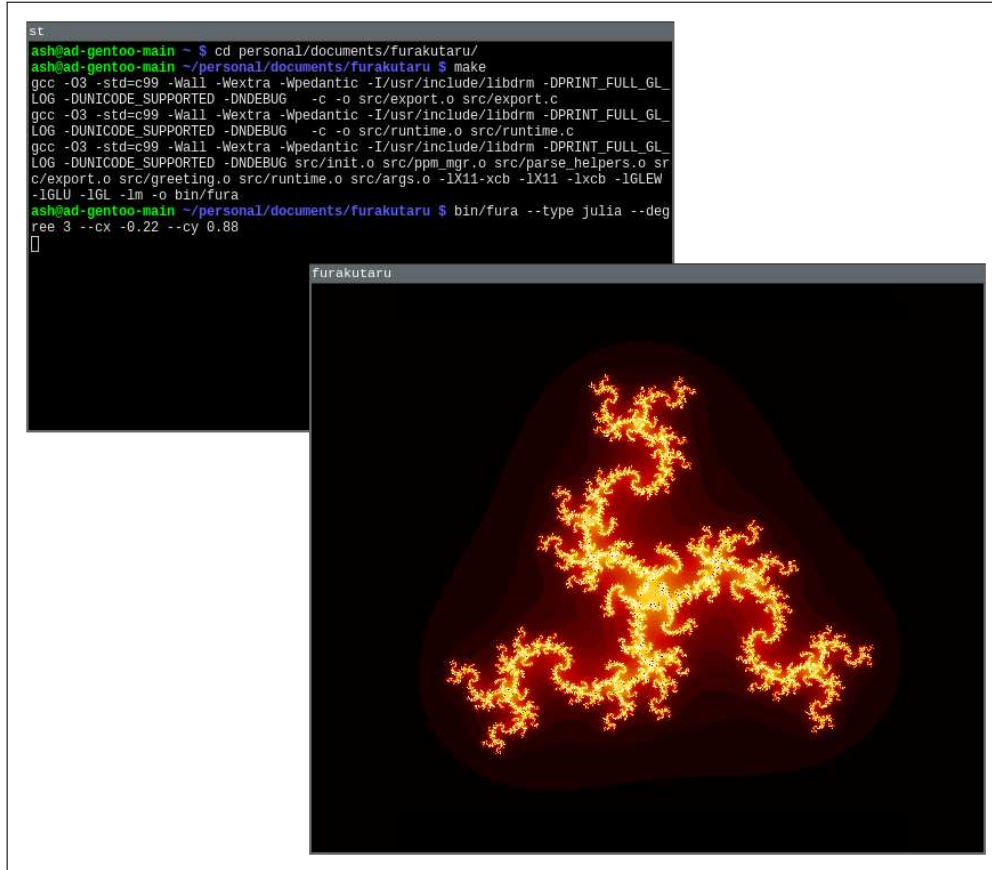 st
ash@ad-gentoo-main ~ $ cd personal/documents/furakutaru/
ash@ad-gentoo-main ~/personal/documents/furakutaru $ make
gcc -O3 -std=c99 -Wall -Wextra -Wpedantic -I/usr/include/libdrm -DPRINT_FULL_GL_
LOG -DUNICODE_SUPPORTED -DNDEBUG   -c -o src/export.o src/export.c
gcc -O3 -std=c99 -Wall -Wextra -Wpedantic -I/usr/include/libdrm -DPRINT_FULL_GL_
LOG -DUNICODE_SUPPORTED -DNDEBUG   -c -o src/runtime.o src/runtime.c
gcc -O3 -std=c99 -Wall -Wextra -Wpedantic -I/usr/include/libdrm -DPRINT_FULL_GL_
LOG -DUNICODE_SUPPORTED -DNDEBUG src/init.o src/ppm_mgr.o src/parse_helpers.o sr
c/export.o src/greeting.o src/runtime.o src/args.o -lX11-xcb -lX11 -lxcb -lGLEW
-lGLU -lGL -lm -o bin/fura
ash@ad-gentoo-main ~/personal/documents/furakutaru $ bin/fura --type julia --deg
ree 3 --cx -0.22 --cy 0.88
furakutaru